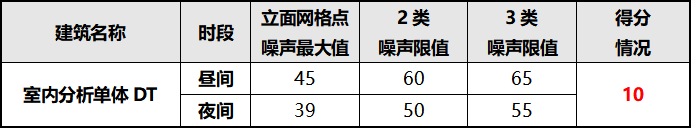 建筑名称 时段 立面网格点 噪声最大值 2 类 噪声限值 3 类 噪声限值 得分 情况
室内分析单体 DT 昼间 45 60 65 10
夜间 39 50 55